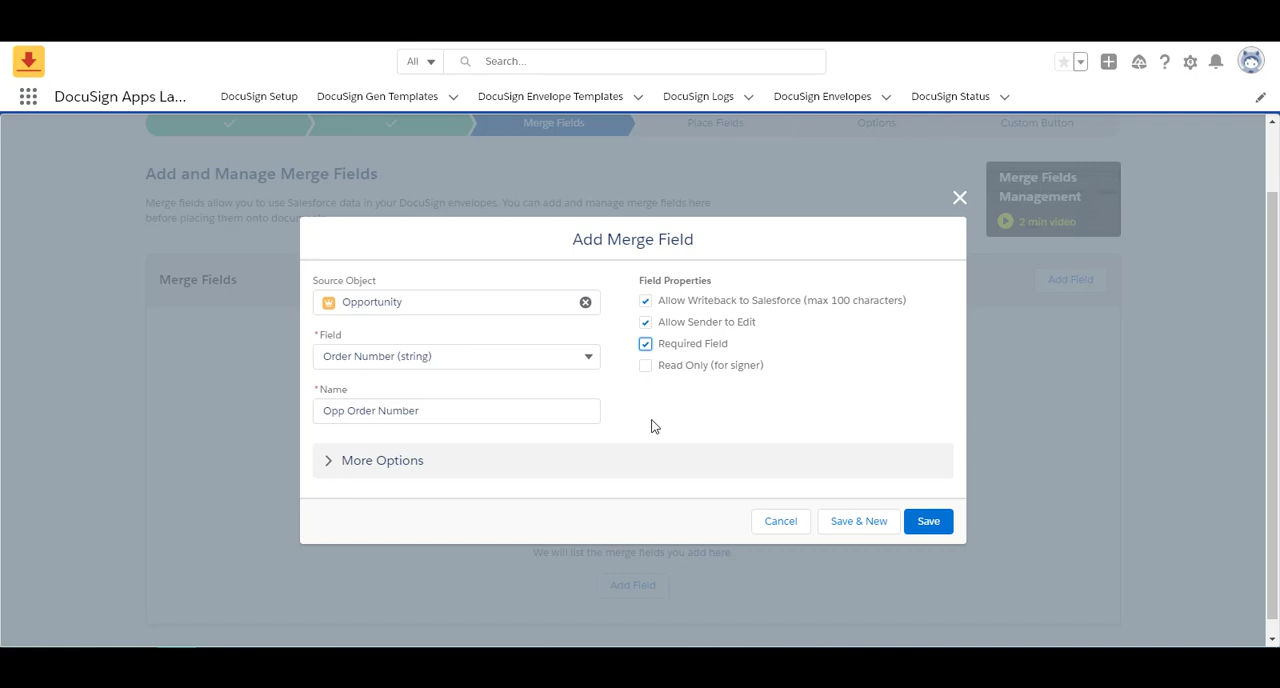 All
Search...
DocuSign Apps La...
DocuSign Setup
DocuSign Gen Templates
DocuSign Envelope Templates
DocuSign Logs
DocuSign Envelopes
DocuSign Status
Merge Fields
Place Fields
Options
Custom Button
Add and Manage Merge Fields
Merge fields allow you to use Salesforce data in your DocuSign envelopes. You can add and manage merge fields here
before placing them onto docu
Merge Fields
Management
2 min video
Merge Fields
Add Field
Add Merge Field
Source Object
Opportunity
*Field
Order Number (string)
*Name
Opp Order Number
Field Properties
Allow Writeback to Salesforce (max 100 characters)
Allow Sender to Edit
Required Field
Read Only (for signer)
More Options
Cancel
Save & New
Save
We will list the merge fields you add here
Add Field